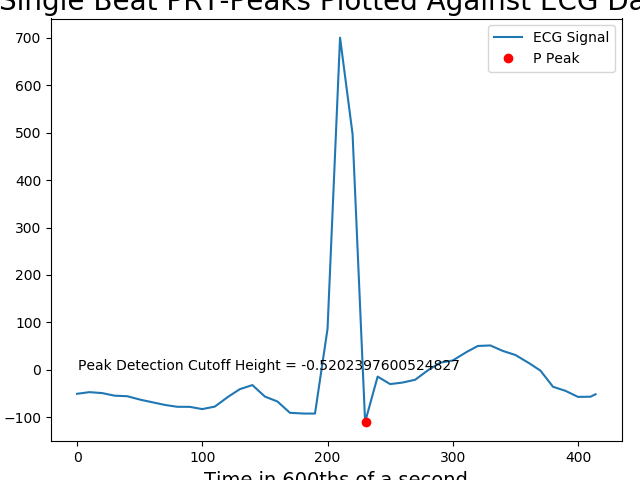 Single Beat PRT-Peaks Plotted Against ECG Da
ECG Signal
P Peak
700
600
500
400
300
200
100
0
−100
Peak Detection Cutoff Height = -0.5202397600524827
0 100 200 300 400
Time in 600ths of a second